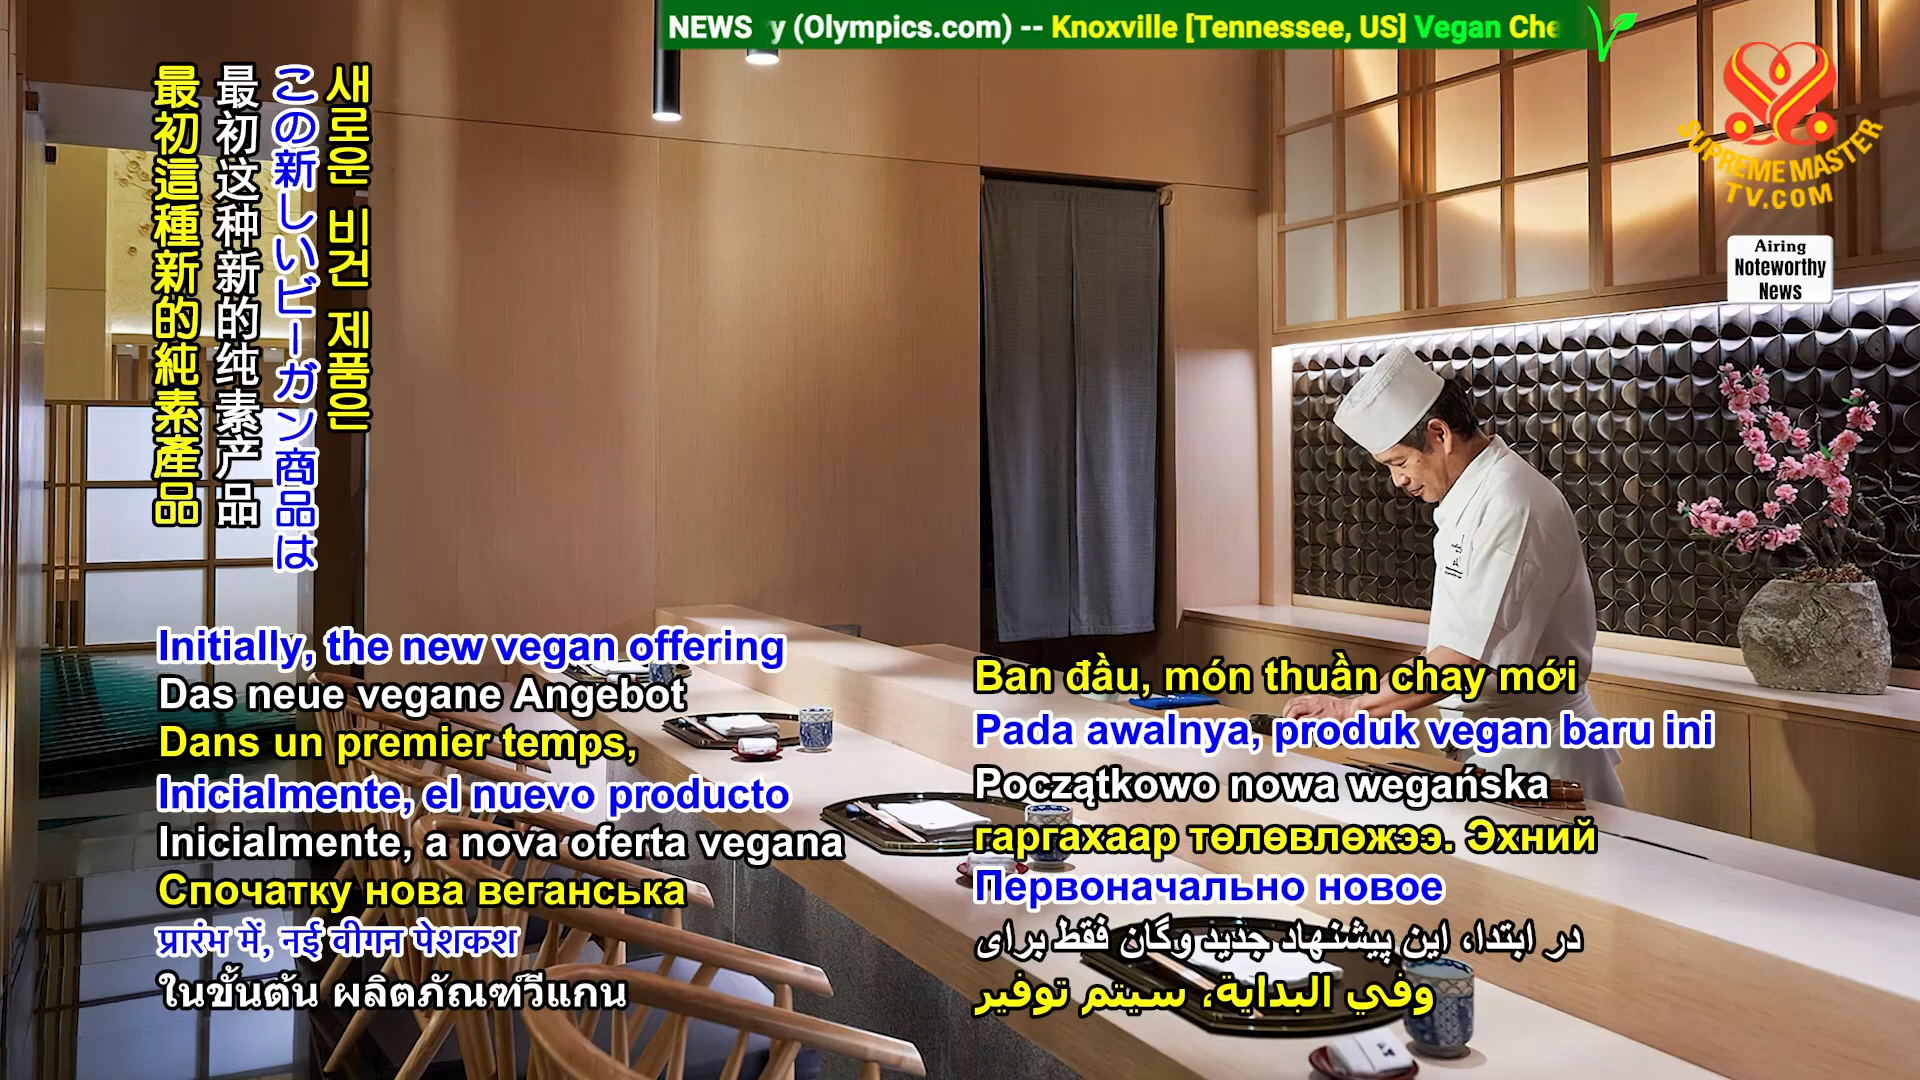 NEWS y (Olympics.com) -- Knoxville [Tennessee, US] Vegan Che
SUPREME MASTER
TV.COM
Airing
Noteworthy
News
새로운 비건 제품은
この新しいビーガン商品は
最初这种新的纯素产品
最初這種新的純素產品
Initially, the new vegan offering
Das neue vegane Angebot
Dans un premier temps,
Inicialmente, el nuevo producto
Inicialmente, a nova oferta vegana
Спочатку нова веганська
प्रारंभ में, नई वीगन पेशकश
ในขั้นต้น ผลิตภัณฑ์วีแกน
Ban đầu, món thuần chay mới
Pada awalnya, produk vegan baru ini
Początkowo nowa wegańska
гаргахаар төлөвлөжээ. Эхний
Первоначально новое
در ابتدا، این پیشنهاد جدید وگان فقط برای
وفي البداية، سيتم توفير